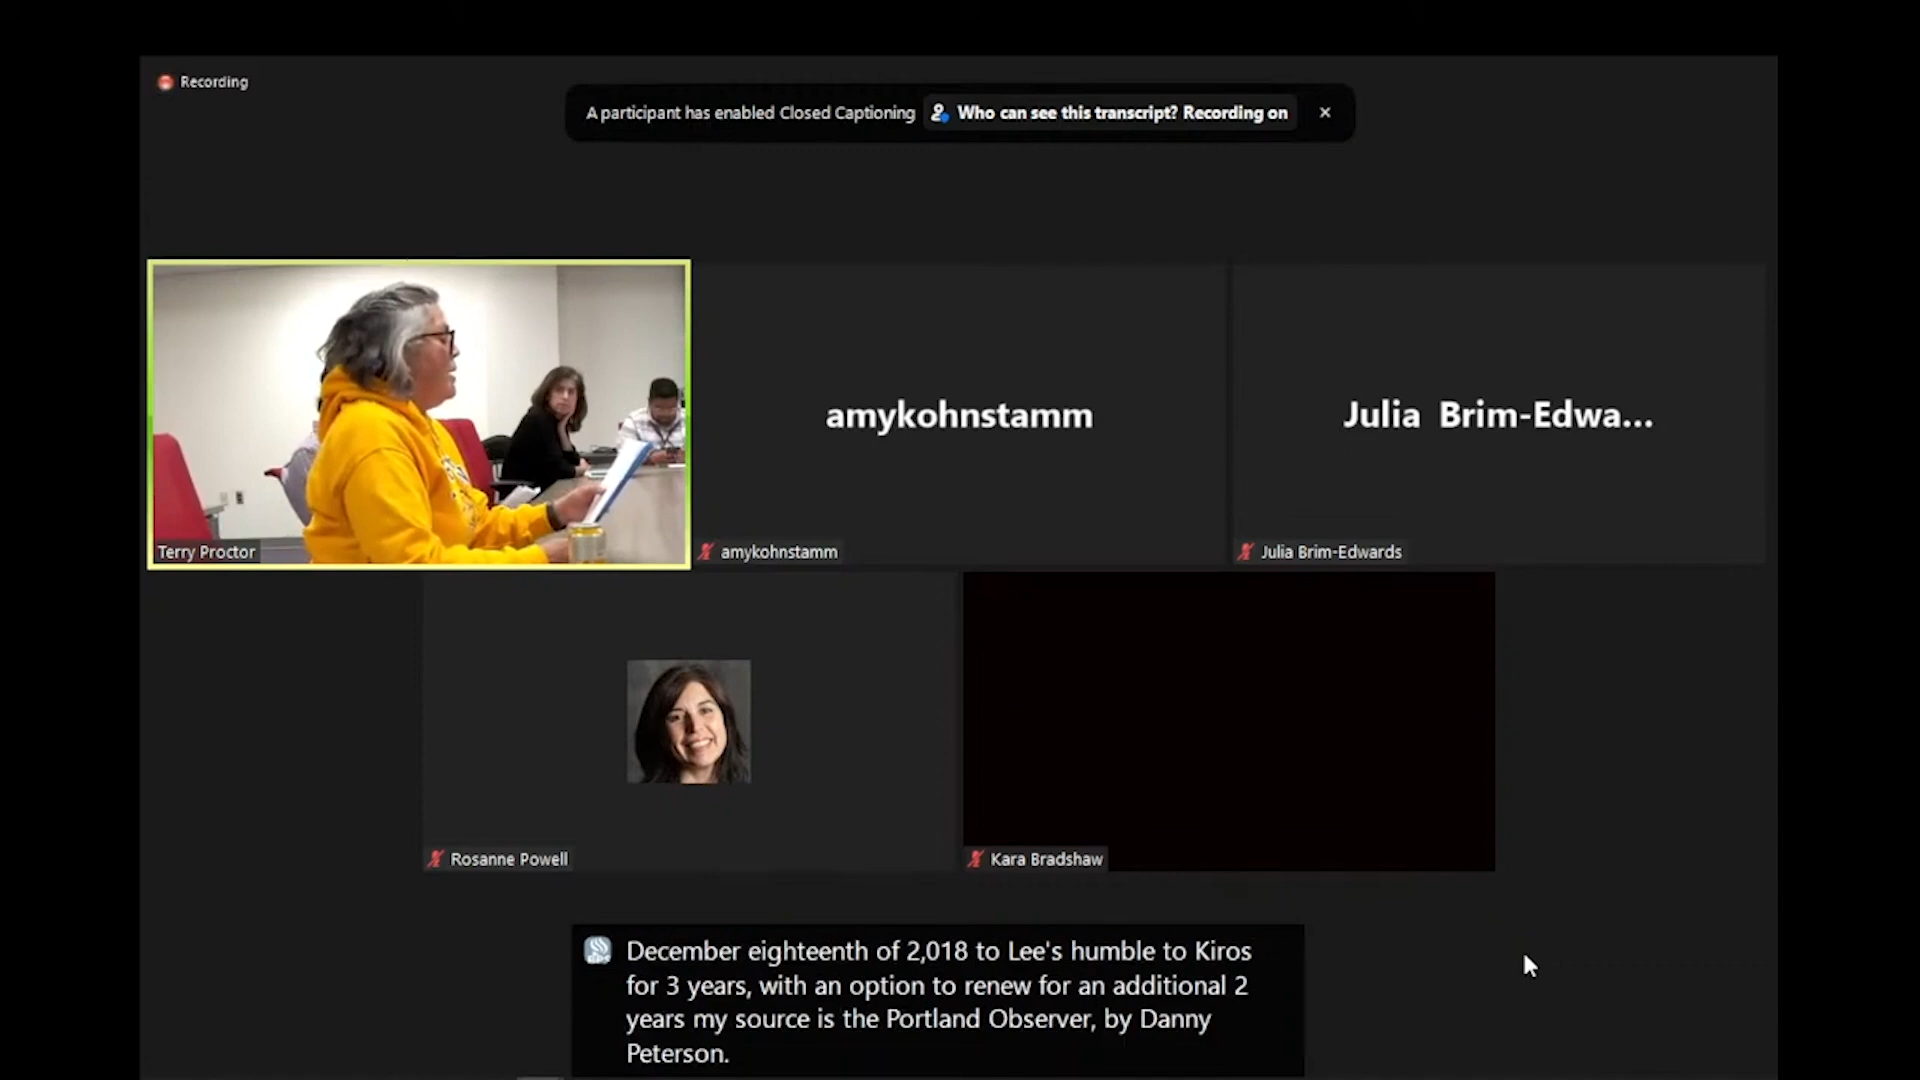 Recording
A participant has enabled Closed Captioning Who can see this transcript? Recording on
amykohnstamm
Julia Brim-Edwa...
Terry Proctor
amykohnstamm
Julia Brim-Edwards
Rosanne Powell
Kara Bradshaw
December eighteenth of 2,018 to Lee's humble to Kiros
for 3 years, with an option to renew for an additional 2
years my source is the Portland Observer, by Danny
Peterson.